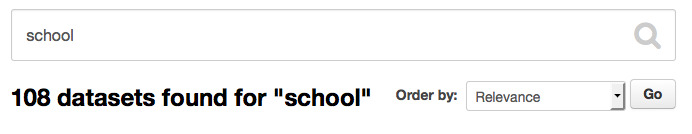 school
108 datasets found for "school" Order by: Relevance Go